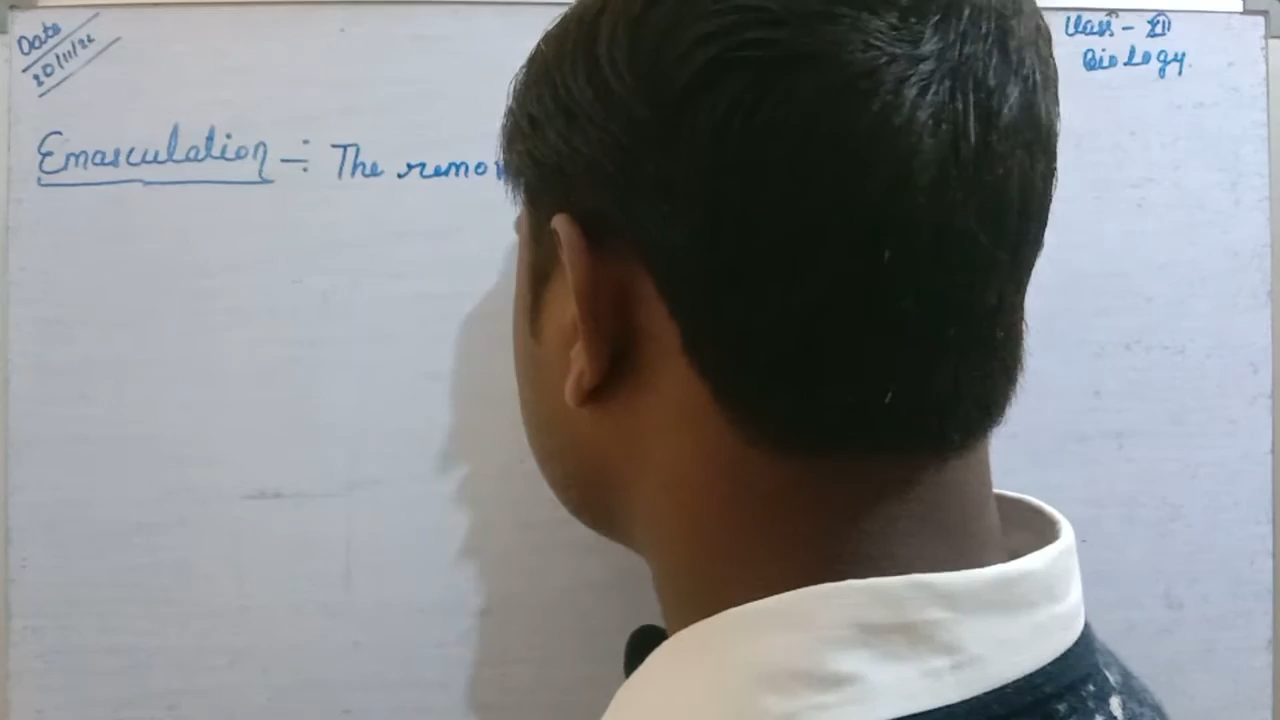 Date
20/11/22
Class - XII
Biology.
Emasculation -: The remo